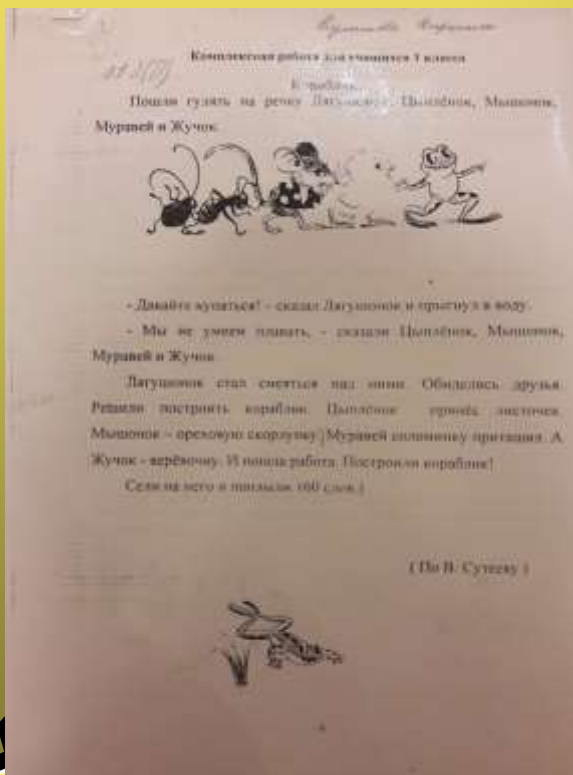 Комплексная работа для учащихся 1 класса
Кораблик.
Пошли гулять на речку Лягушонок, Цыплёнок, Мышонок,
Муравей и Жучок.
- Давайте купаться! - сказал Лягушонок и прыгнул в воду.
- Мы не умеем плавать, - сказали Цыплёнок, Мышонок,
Муравей и Жучок.
Лягушонок стал смеяться над ними. Обиделись друзья.
Решили построить кораблик. Цыплёнок принёс листочек.
Мышонок – ореховую скорлупку. Муравей соломинку притащил. А
Жучок - верёвочку. И пошла работа. Построили кораблик!
Сели на него и поплыли. (60 слов.)
( По В. Сутееву )